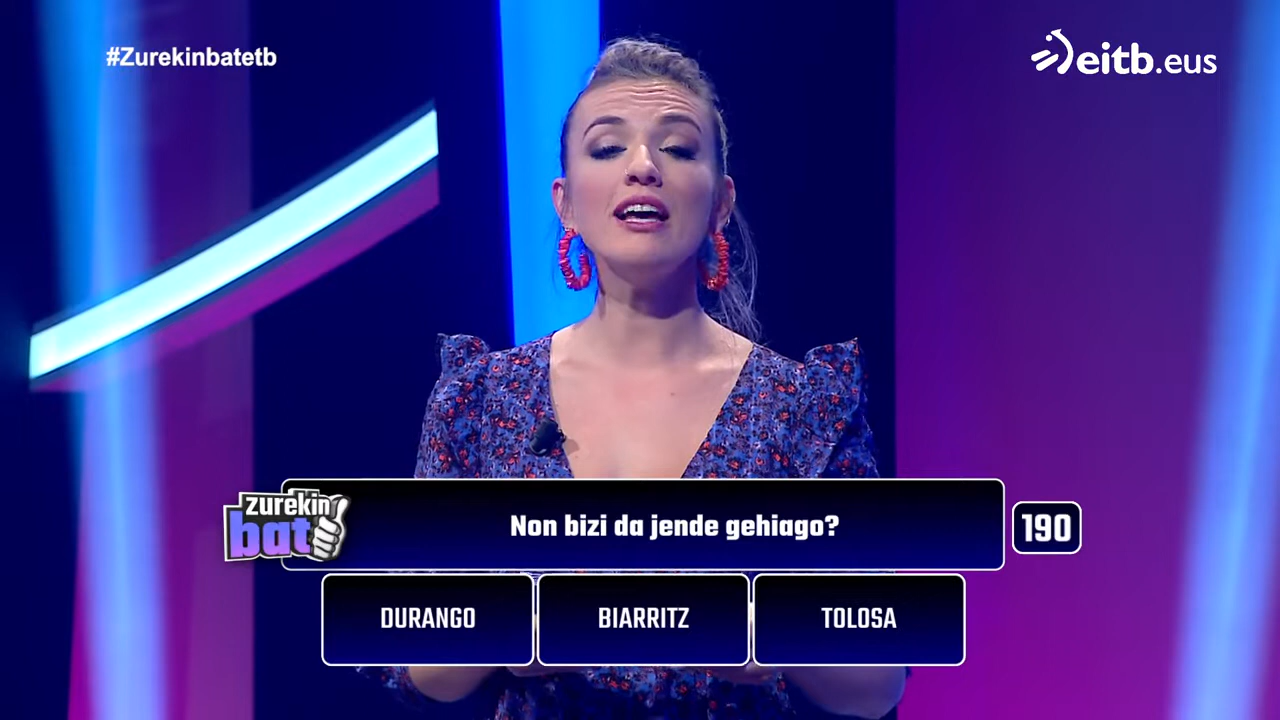 #Zurekinbatetb
eitb.eus
zurekin
bat
Non bizi da jende gehiago?
190
DURANGO
BIARRITZ
TOLOSA